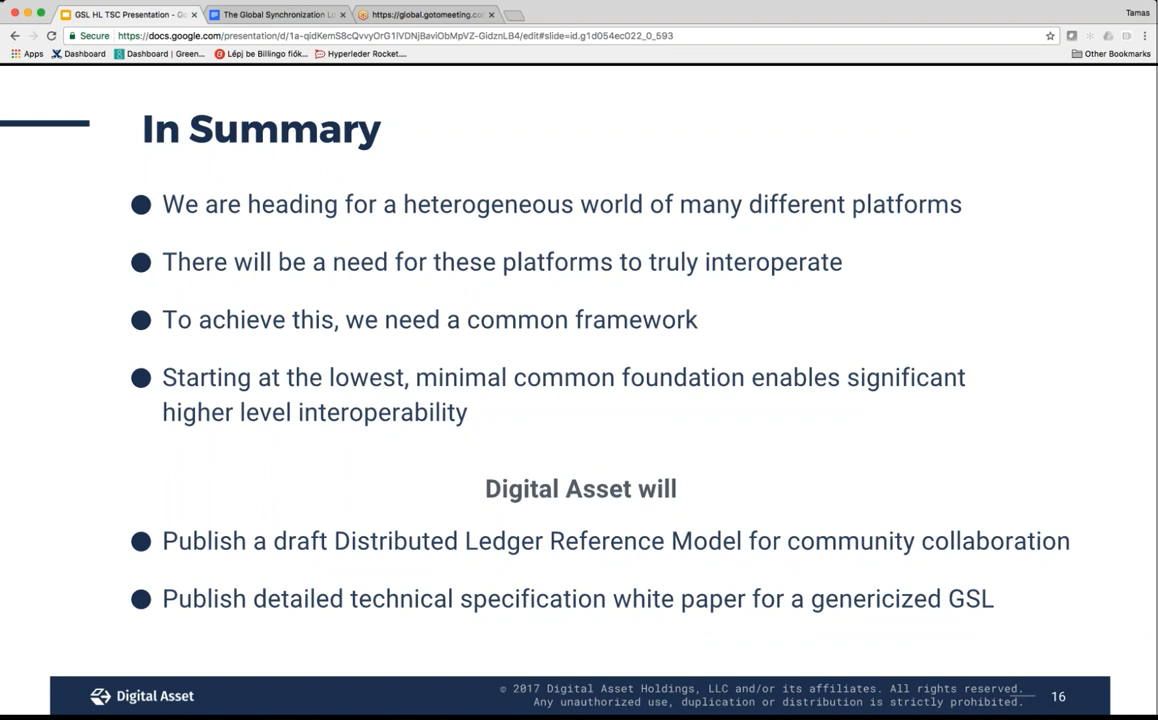 GSL HL TSC Presentation - G
The Global Synchronization L
https://global.gotomeeting.co
Tamas
Secure
https://docs.google.com/presentation/d/1a-qidKemS8cQvvyOrG1IVDNjBaviObMpVZ-GidznLB4/edit#slide=id.g1d054ec022_0_593
Apps
Dashboard
Dashboard | Green...
Lépj be Billingo fiók...
Hyperleder Rocket....
Other Bookmarks
In Summary
We are heading for a heterogeneous world of many different platforms
There will be a need for these platforms to truly interoperate
To achieve this, we need a common framework
Starting at the lowest, minimal common foundation enables significant
higher level interoperability
Digital Asset will
Publish a draft Distributed Ledger Reference Model for community collaboration
Publish detailed technical specification white paper for a genericized GSL
Digital Asset
© 2017 Digital Asset Holdings, LLC and/or its affiliates. All rights reserved.
Any unauthorized use, duplication or distribution is strictly prohibited.
16